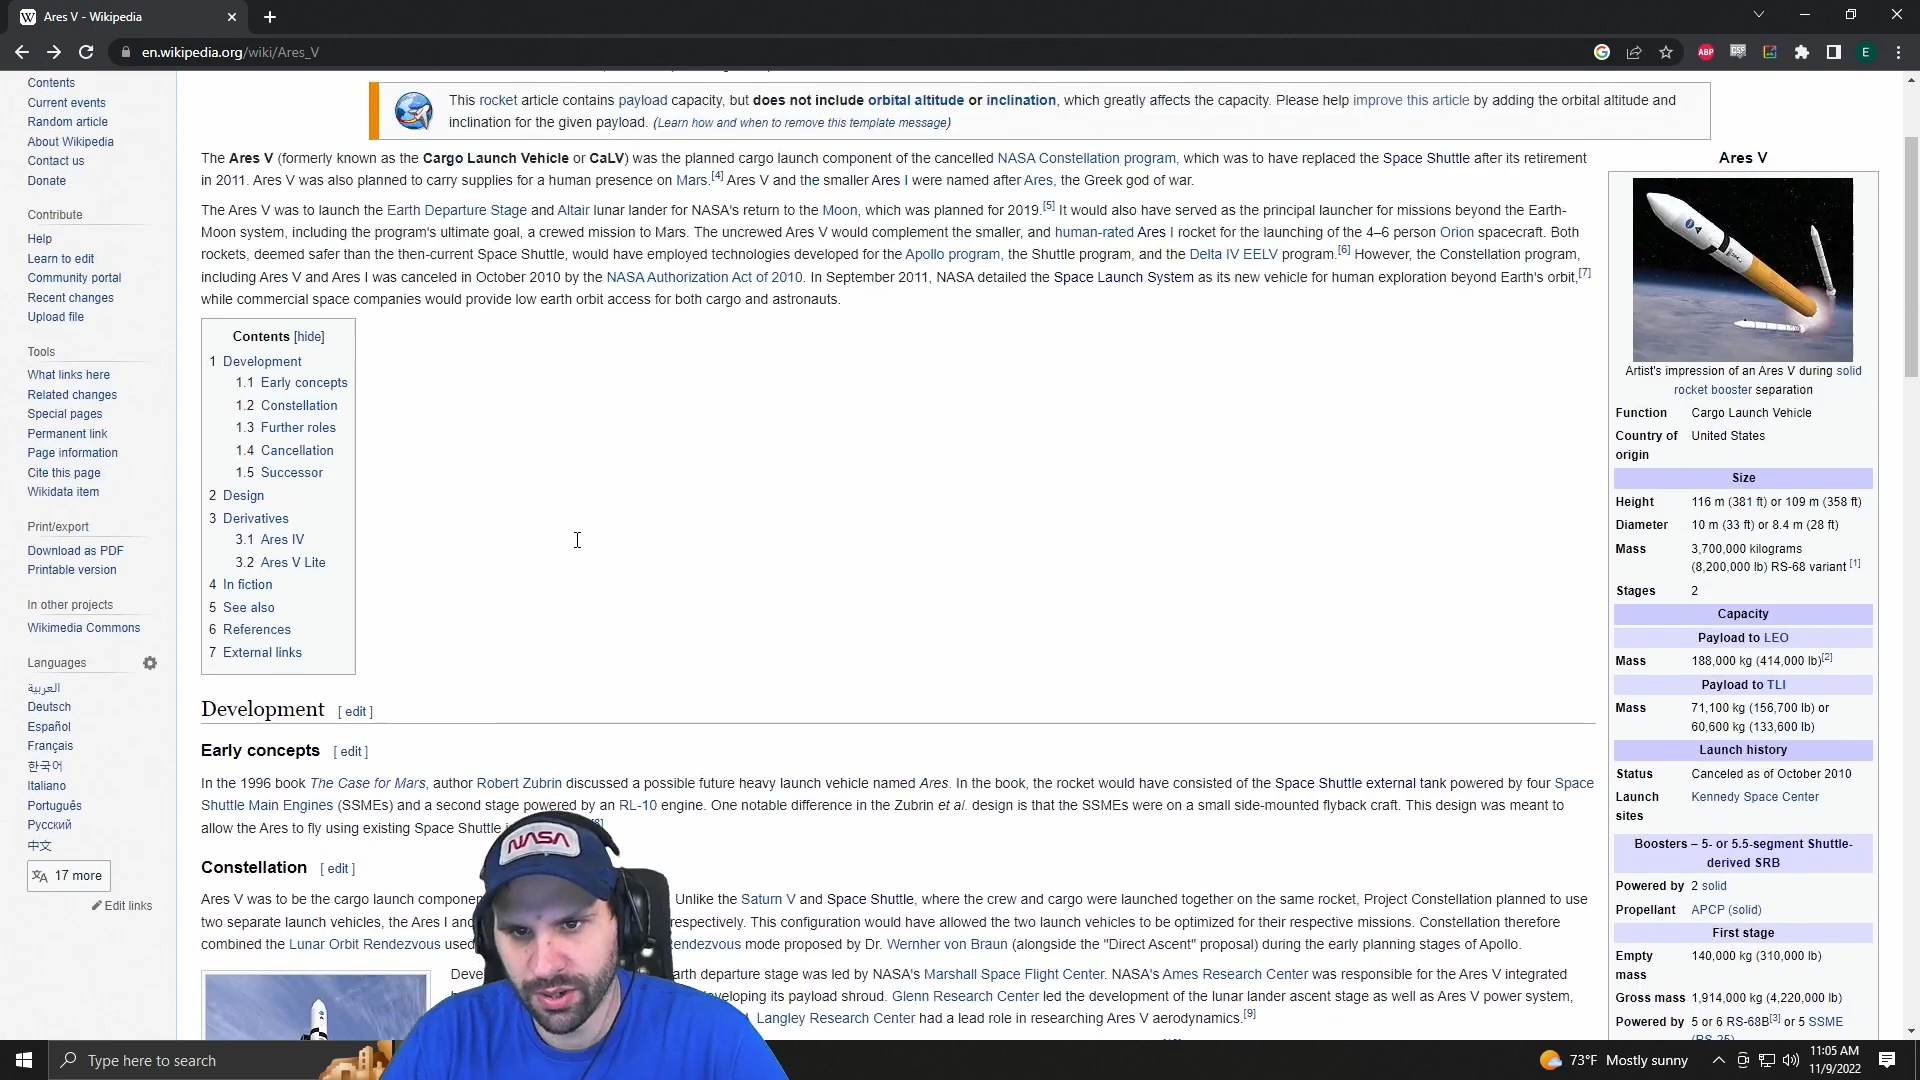 Ares V - Wikipedia
en.wikipedia.org/wiki/Ares_V
ABP
E
Contents
Current events
Random article
About Wikipedia
Contact us
Donate
Contribute
Help
Learn to edit
Community portal
Recent changes
Upload file
Tools
What links here
Related changes
Special pages
Permanent link
Page information
Cite this page
Wikidata item
Print/export
Download as PDF
Printable version
In other projects
Wikimedia Commons
Languages
العربية
Deutsch
Español
Français
한국어
Italiano
Português
Русский
中文
17 more
Edit links
This rocket article contains payload capacity, but does not include orbital altitude or inclination, which greatly affects the capacity. Please help improve this article by adding the orbital altitude and
inclination for the given payload. (Learn how and when to remove this template message)
The Ares V (formerly known as the Cargo Launch Vehicle or CaLV) was the planned cargo launch component of the cancelled NASA Constellation program, which was to have replaced the Space Shuttle after its retirement
in 2011. Ares V was also planned to carry supplies for a human presence on Mars.[4] Ares V and the smaller Ares I were named after Ares, the Greek god of war.
The Ares V was to launch the Earth Departure Stage and Altair lunar lander for NASA's return to the Moon, which was planned for 2019.[5] It would also have served as the principal launcher for missions beyond the Earth-
Moon system, including the program's ultimate goal, a crewed mission to Mars. The uncrewed Ares V would complement the smaller, and human-rated Ares I rocket for the launching of the 4–6 person Orion spacecraft. Both
rockets, deemed safer than the then-current Space Shuttle, would have employed technologies developed for the Apollo program, the Shuttle program, and the Delta IV EELV program.[6] However, the Constellation program,
including Ares V and Ares I was canceled in October 2010 by the NASA Authorization Act of 2010. In September 2011, NASA detailed the Space Launch System as its new vehicle for human exploration beyond Earth's orbit,[7]
while commercial space companies would provide low earth orbit access for both cargo and astronauts.
Contents [hide]
1 Development
1.1 Early concepts
1.2 Constellation
1.3 Further roles
1.4 Cancellation
1.5 Successor
2 Design
3 Derivatives
3.1 Ares IV
3.2 Ares V Lite
4 In fiction
5 See also
6 References
7 External links
Development [ edit ]
Early concepts [ edit ]
In the 1996 book The Case for Mars, author Robert Zubrin discussed a possible future heavy launch vehicle named Ares. In the book, the rocket would have consisted of the Space Shuttle external tank powered by four Space
Shuttle Main Engines (SSMEs) and a second stage powered by an RL-10 engine. One notable difference in the Zubrin et al. design is that the SSMEs were on a small side-mounted flyback craft. This design was meant to
allow the Ares to fly using existing Space Shuttle
Constellation [ edit ]
Ares V was to be the cargo launch component Unlike the Saturn V and Space Shuttle, where the crew and cargo were launched together on the same rocket, Project Constellation planned to use
two separate launch vehicles, the Ares I and respectively. This configuration would have allowed the two launch vehicles to be optimized for their respective missions. Constellation therefore
combined the Lunar Orbit Rendezvous used Rendezvous mode proposed by Dr. Wernher von Braun (alongside the "Direct Ascent" proposal) during the early planning stages of Apollo.
departure stage was led by NASA's Marshall Space Flight Center. NASA's Ames Research Center was responsible for the Ares V integrated
its payload shroud. Glenn Research Center led the development of the lunar lander ascent stage as well as Ares V power system,
Langley Research Center had a lead role in researching Ares V aerodynamics.[9]
NASA
Ares V
Artist's impression of an Ares V during solid
rocket booster separation
Function Cargo Launch Vehicle
Country of United States
origin
Size
Height 116 m (381 ft) or 109 m (358 ft)
Diameter 10 m (33 ft) or 8.4 m (28 ft)
Mass 3,700,000 kilograms
(8,200,000 lb) RS-68 variant [1]
Stages 2
Capacity
Payload to LEO
Mass 188,000 kg (414,000 lb)[2]
Payload to TLI
Mass 71,100 kg (156,700 lb) or
60,600 kg (133,600 lb)
Launch history
Status Canceled as of October 2010
Launch Kennedy Space Center
sites
Boosters – 5- or 5.5-segment Shuttle-
derived SRB
Powered by 2 solid
Propellant APCP (solid)
First stage
Empty 140,000 kg (310,000 lb)
mass
Gross mass 1,914,000 kg (4,220,000 lb)
Powered by 5 or 6 RS-68B[3] or 5 SSME
(RS-25)
Type here to search
73°F Mostly sunny
11:05 AM
11/9/2022